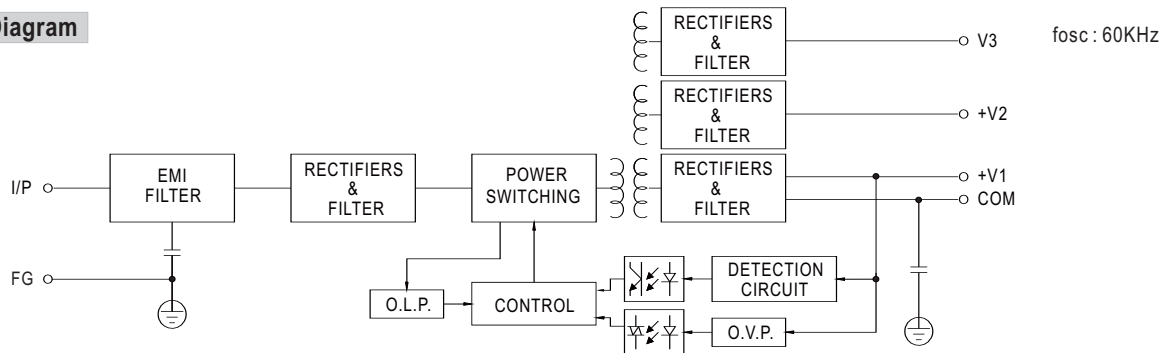 Diagram
RECTIFIERS
&
FILTER
V3
fosc : 60KHz
RECTIFIERS
&
FILTER
+V2
I/P
EMI
FILTER
RECTIFIERS
&
FILTER
POWER
SWITCHING
RECTIFIERS
&
FILTER
+V1
COM
FG
O.L.P.
CONTROL
DETECTION
CIRCUIT
O.V.P.